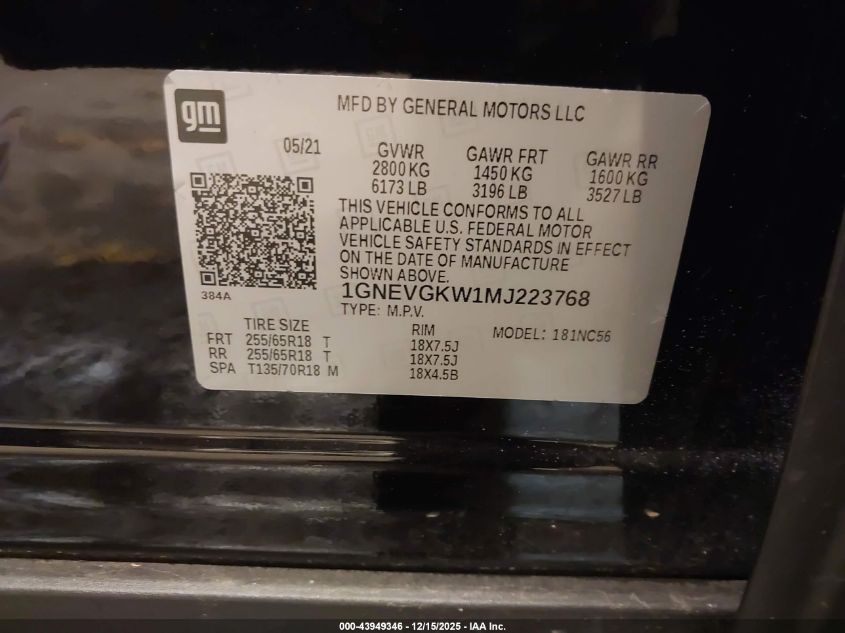 gm
MFD BY GENERAL MOTORS LLC
05/21
GVWR
2800 KG
6173 LB
GAWR FRT
1450 KG
3196 LB
GAWR RR
1600 KG
3527 LB
THIS VEHICLE CONFORMS TO ALL
APPLICABLE U.S. FEDERAL MOTOR
VEHICLE SAFETY STANDARDS IN EFFECT
ON THE DATE OF MANUFACTURE
SHOWN ABOVE.
384A
1GNEVGKW1MJ223768
TYPE: M.P.V.
TIRE SIZE RIM MODEL: 181NC56
FRT 255/65R18 T 18X7.5J
RR 255/65R18 T 18X7.5J
SPA T135/70R18 M 18X4.5B
000-43949346 - 12/15/2025 - IAA Inc.